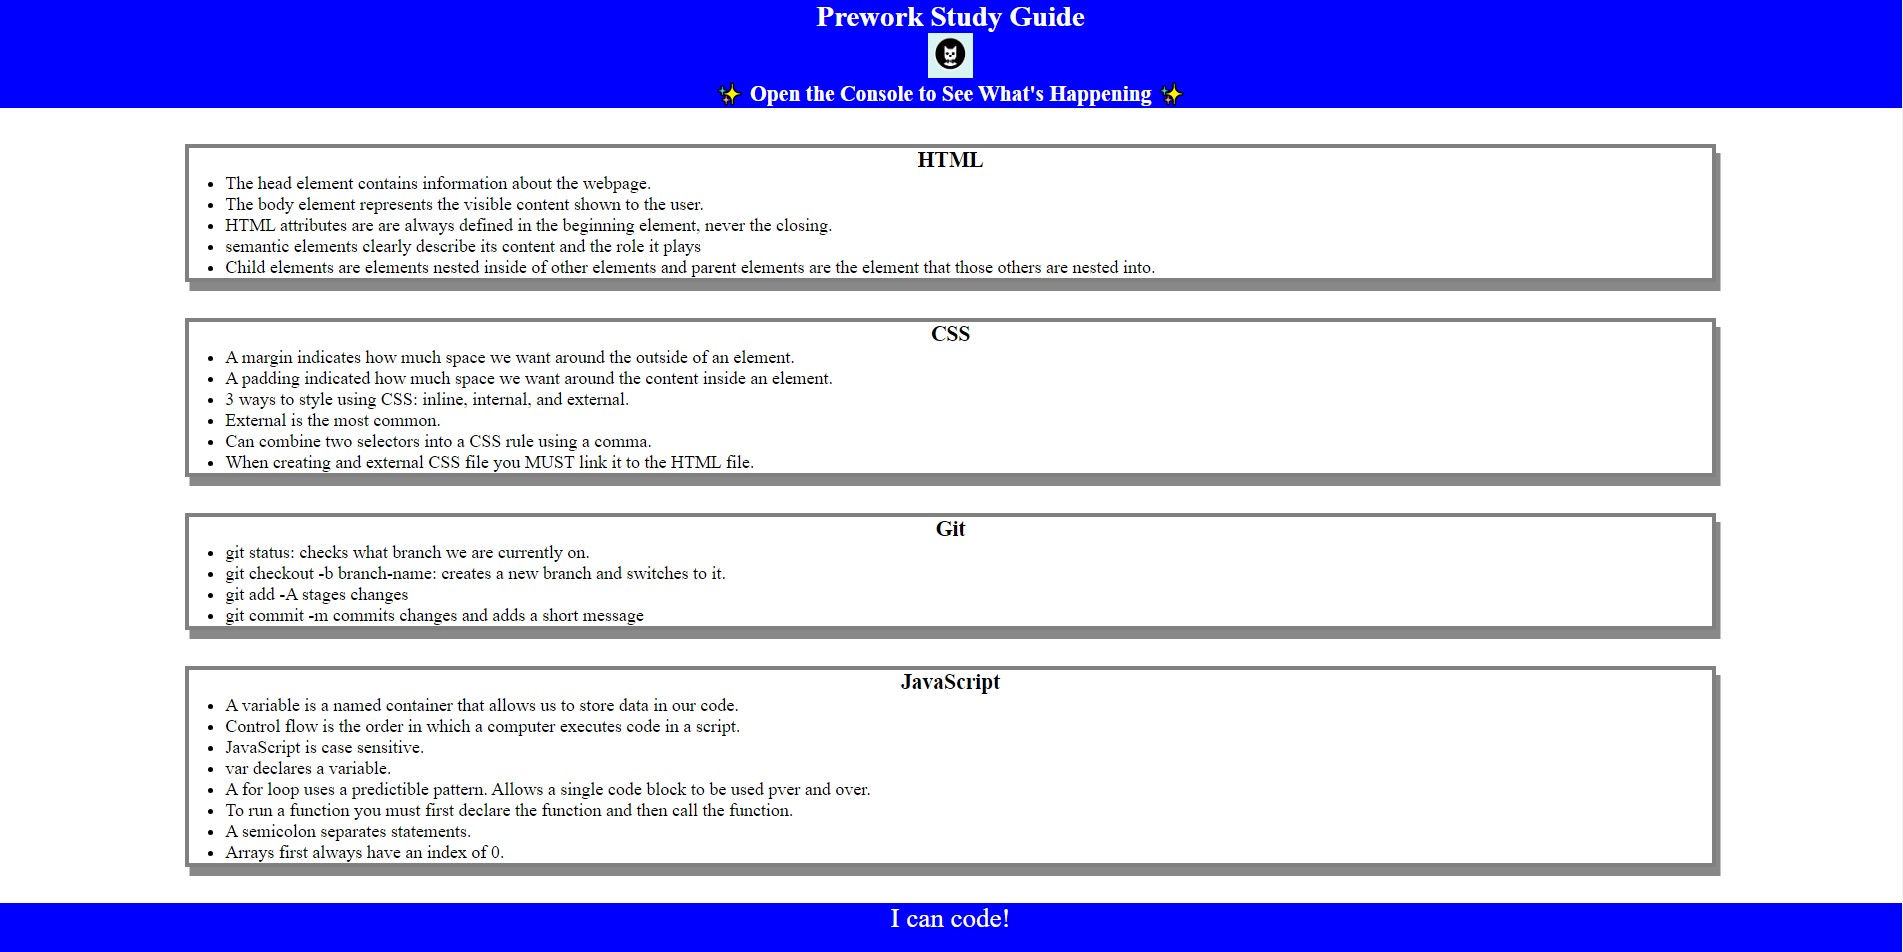 Prework Study Guide
✨ Open the Console to See What's Happening ✨
HTML
• The head element contains information about the webpage.
• The body element represents the visible content shown to the user.
• HTML attributes are are always defined in the beginning element, never the closing.
• semantic elements clearly describe its content and the role it plays
• Child elements are elements nested inside of other elements and parent elements are the element that those others are nested into.
CSS
• A margin indicates how much space we want around the outside of an element.
• A padding indicated how much space we want around the content inside an element.
• 3 ways to style using CSS: inline, internal, and external.
• External is the most common.
• Can combine two selectors into a CSS rule using a comma.
• When creating and external CSS file you MUST link it to the HTML file.
Git
• git status: checks what branch we are currently on.
• git checkout -b branch-name: creates a new branch and switches to it.
• git add -A stages changes
• git commit -m commits changes and adds a short message
JavaScript
• A variable is a named container that allows us to store data in our code.
• Control flow is the order in which a computer executes code in a script.
• JavaScript is case sensitive.
• var declares a variable.
• A for loop uses a predictible pattern. Allows a single code block to be used pver and over.
• To run a function you must first declare the function and then call the function.
• A semicolon separates statements.
• Arrays first always have an index of 0.
I can code!